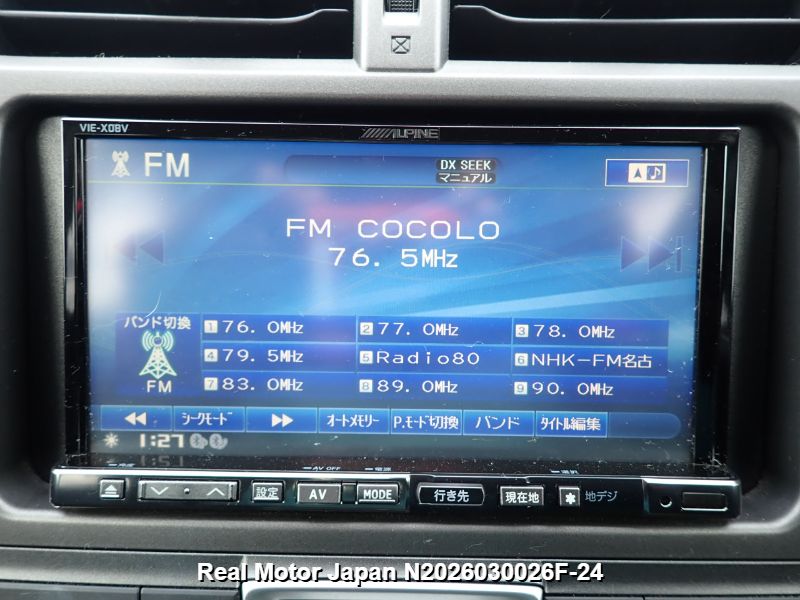 VIE-X08V
ALPINE
FM
DX SEEK
マニュアル
FM COCOLO
76.5MHz
バンド切換
FM
1 76.0MHz 2 77.0MHz 3 78.0MHz
4 79.5MHz 5 Radio80 6 NHK-FM名古
7 83.0MHz 8 89.0MHz 9 90.0MHz
シークモード オートメモリー P.モード切換 バンド タイトル編集
1:27
AV OFF
設定 AV MODE 行き先 現在地 地デジ
Real Motor Japan N2026030026F-24